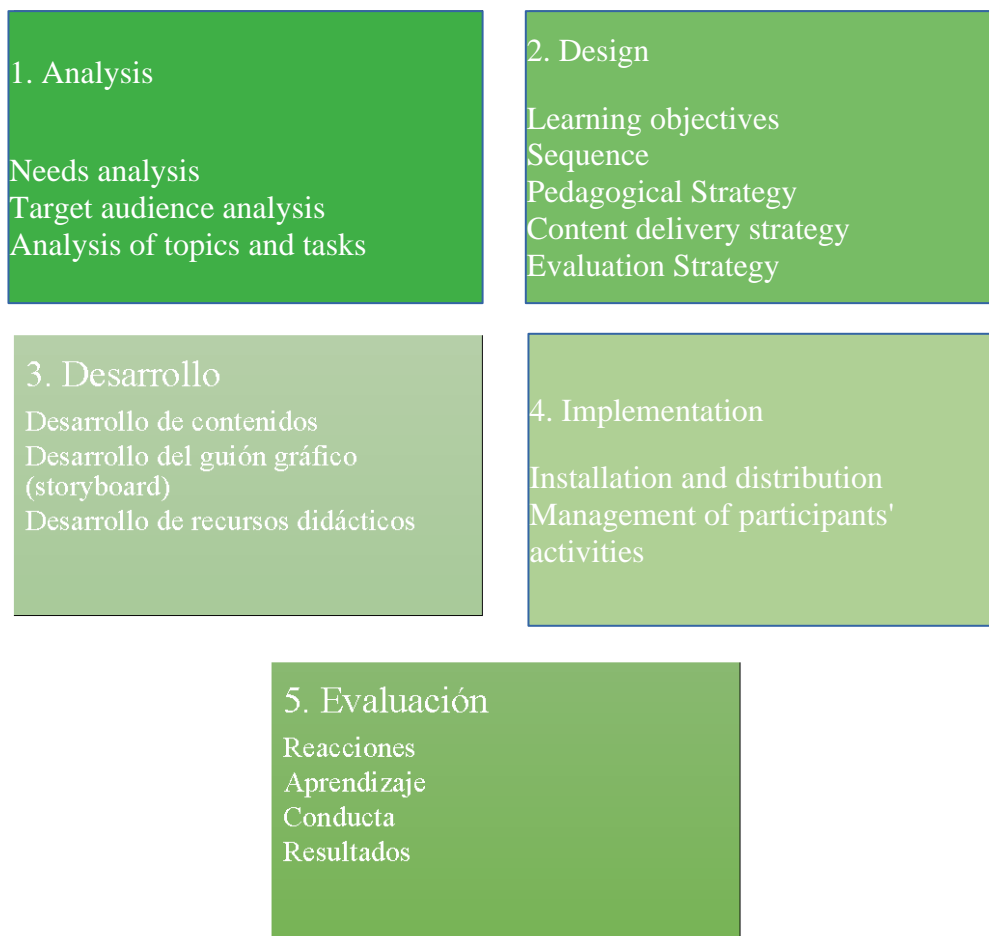 1. Analysis
Needs analysis
Target audience analysis
Analysis of topics and tasks
2. Design
Learning objectives
Sequence
Pedagogical Strategy
Content delivery strategy
Evaluation Strategy
3. Desarrollo
Desarrollo de contenidos
Desarrollo del guión gráfico
(storyboard)
Desarrollo de recursos didácticos
4. Implementation
Installation and distribution
Management of participants'
activities
5. Evaluación
Reacciones
Aprendizaje
Conducta
Resultados